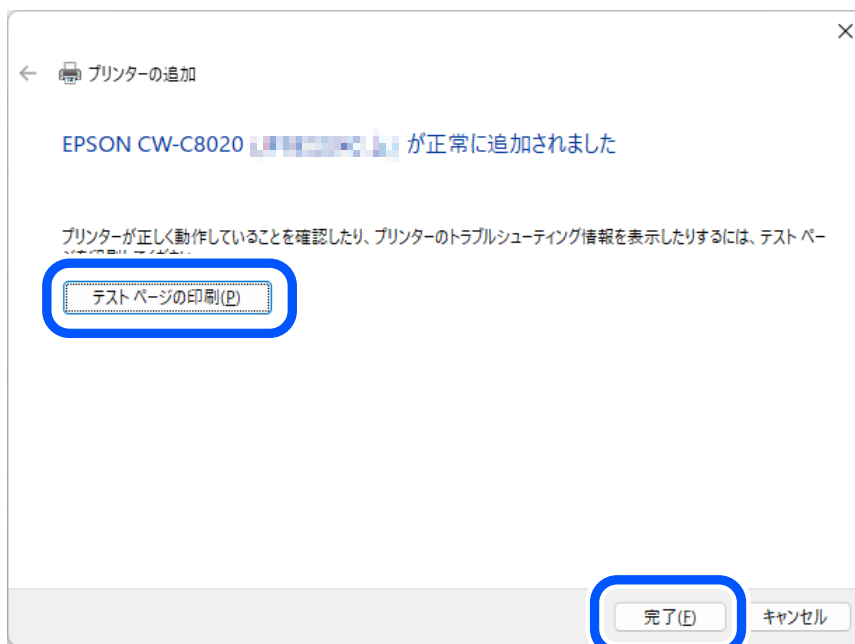 プリンターの追加
EPSON CW-C8020 が正常に追加されました
プリンターが正しく動作していることを確認したり、プリンターのトラブルシューティング情報を表示したりするには、テスト ペー
テスト ページの印刷(P)
完了(F)
キャンセル